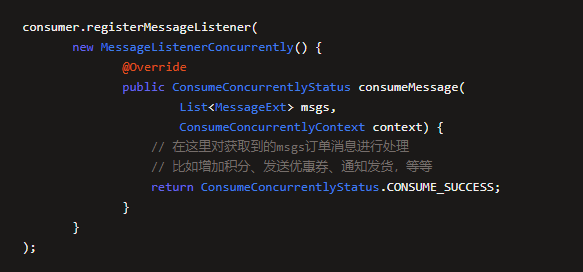 consumer.registerMessageListener(
new MessageListenerConcurrently() {
@Override
public ConsumeConcurrentlyStatus consumeMessage(
List<MessageExt> msgs,
ConsumeConcurrentlyContext context) {
// 在这里对获取到的msgs订单消息进行处理
// 比如增加积分、发送优惠券、通知发货，等等
return ConsumeConcurrentlyStatus.CONSUME_SUCCESS;
}
}
);